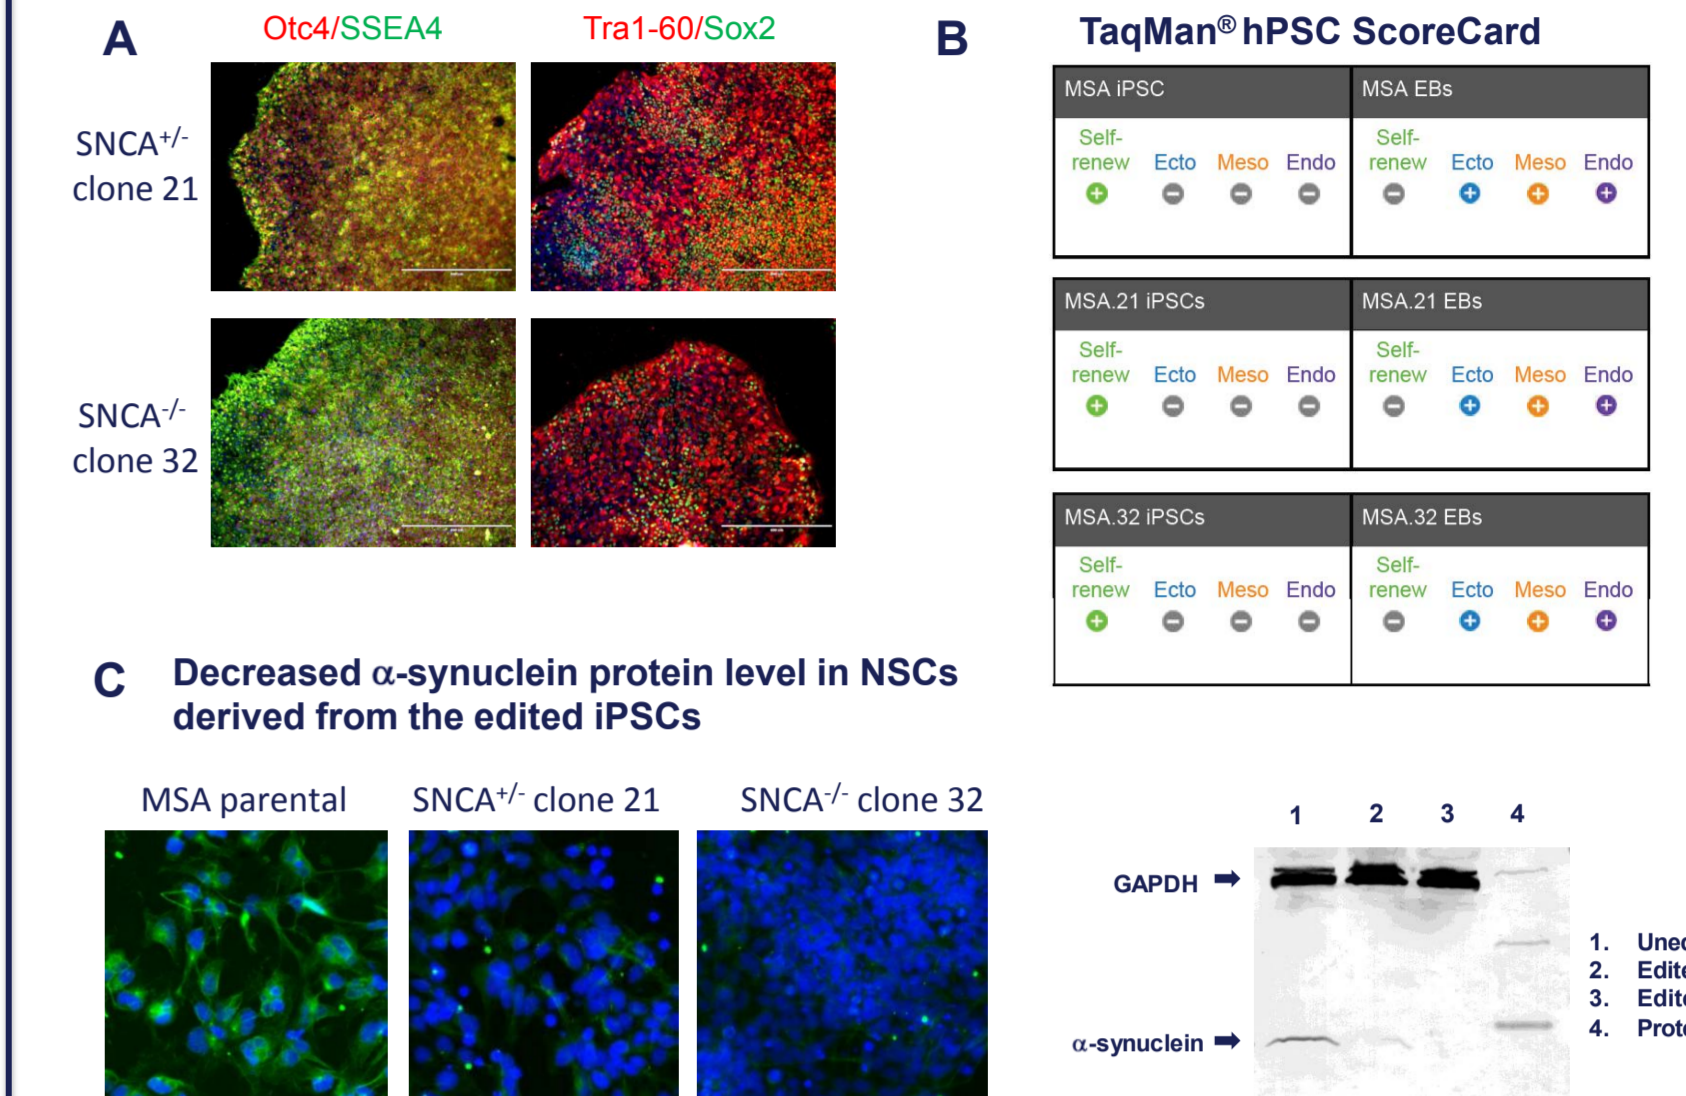 A
Otc4/SSEA4
Tra1-60/Sox2
SNCA+/-
clone 21
SNCA-/-
clone 32
B
TaqMan® hPSC ScoreCard
MSA iPSC
MSA EBs
Self-
renew Ecto Meso Endo
Self-
renew Ecto Meso Endo
MSA.21 iPSCs
MSA.21 EBs
Self-
renew Ecto Meso Endo
Self-
renew Ecto Meso Endo
MSA.32 iPSCs
MSA.32 EBs
Self-
renew Ecto Meso Endo
Self-
renew Ecto Meso Endo
C
Decreased α-synuclein protein level in NSCs
derived from the edited iPSCs
MSA parental
SNCA+/- clone 21
SNCA-/- clone 32
1 2 3 4
GAPDH
α-synuclein
1. Uned
2. Edite
3. Edite
4. Prote